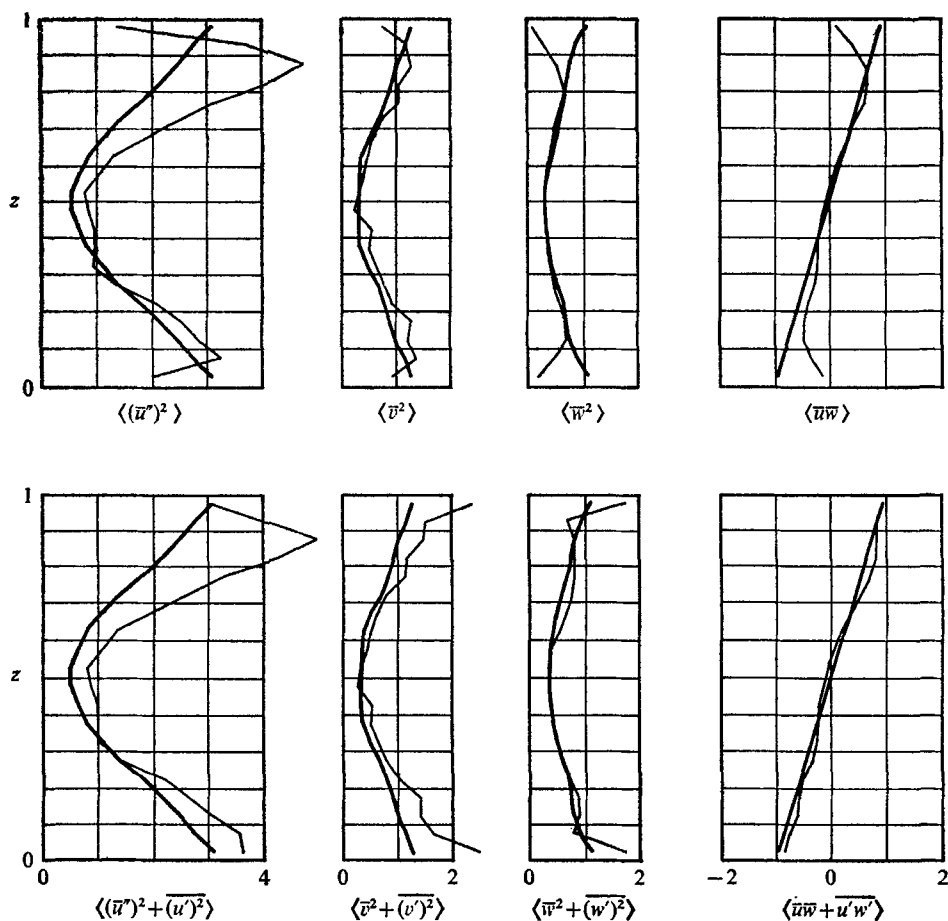 1
z
0
⟨(ū″)²⟩ ⟨v̄²⟩ ⟨w̄²⟩ ⟨ūw̄⟩
1
z
0
0 4 0 2 0 2 −2 0 2
⟨(ū″)²+(u′)²̅⟩ ⟨v̄²+(v′)²̅⟩ ⟨w̄²+(w′)²̅⟩ ⟨ūw̄+u′w′̅⟩